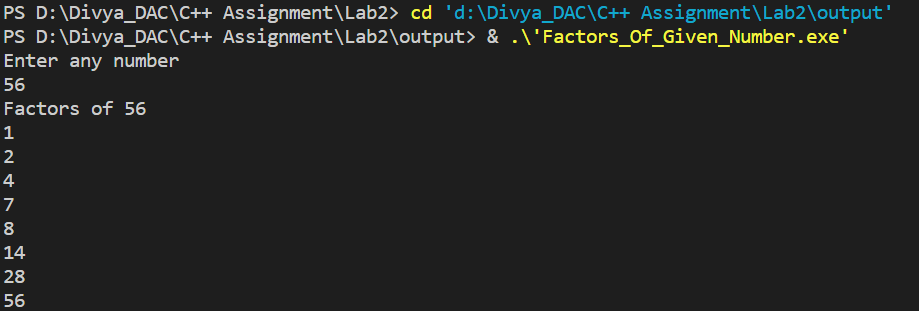 PS D:\Divya_DAC\C++ Assignment\Lab2> cd 'd:\Divya_DAC\C++ Assignment\Lab2\output'
PS D:\Divya_DAC\C++ Assignment\Lab2\output> & .\'Factors_Of_Given_Number.exe'
Enter any number
56
Factors of 56
1
2
4
7
8
14
28
56